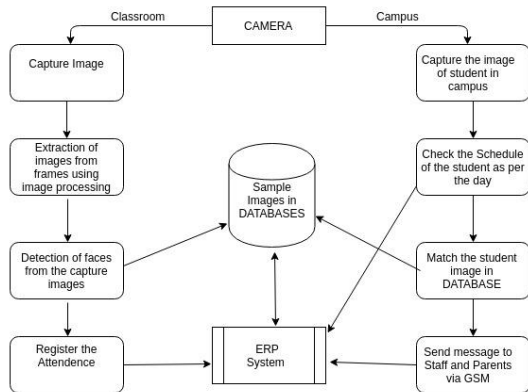 Classroom
CAMERA
Campus
Capture Image
Capture the image
of student in
campus
Extraction of
images from
frames using
image processing
Check the Schedule
of the student as per
the day
Sample
Images in
DATABASES
Detection of faces
from the capture
images
Match the student
image in
DATABASE
Register the
Attendence
ERP
System
Send message to
Staff and Parents
via GSM